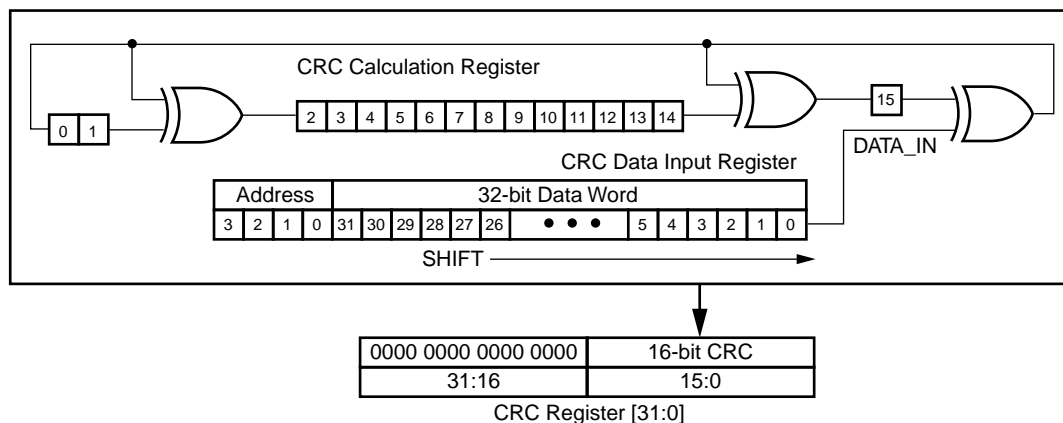 CRC Calculation Register
0 1
2 3 4 5 6 7 8 9 10 11 12 13 14
15
DATA_IN
CRC Data Input Register
Address 32-bit Data Word
3 2 1 0 31 30 29 28 27 26 • • • 5 4 3 2 1 0
SHIFT
0000 0000 0000 0000 16-bit CRC
31:16 15:0
CRC Register [31:0]